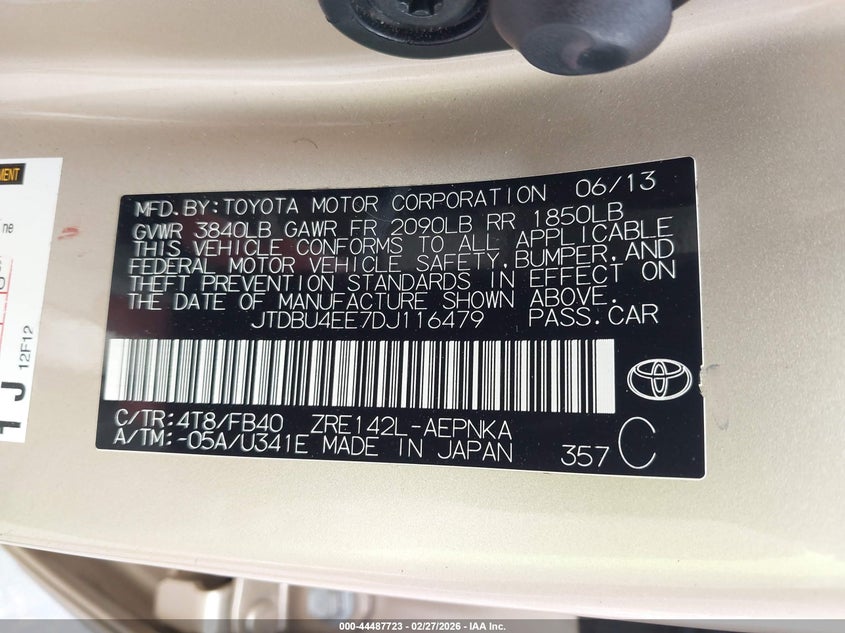 MENT
ne
1 J
12F12
MFD. BY: TOYOTA MOTOR CORPORATION 06/13
GVWR 3840LB GAWR FR 2090LB RR 1850LB
THIS VEHICLE CONFORMS TO ALL APPLICABLE
FEDERAL MOTOR VEHICLE SAFETY, BUMPER, AND
THEFT PREVENTION STANDARDS IN EFFECT ON
THE DATE OF MANUFACTURE SHOWN ABOVE.
JTDBU4EE7DJ116479 PASS.CAR
C/TR: 4T8/FB40 ZRE142L-AEPNKA
A/TM: -05A/U341E MADE IN JAPAN 357 C
000-44487723 - 02/27/2026 - IAA Inc.